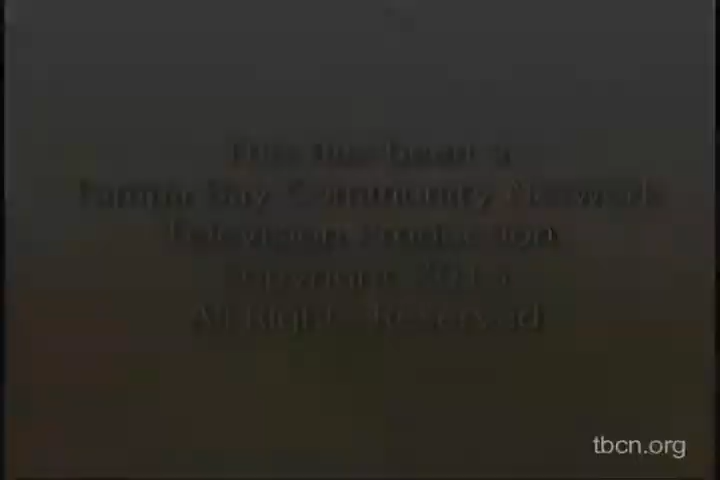 This has been a
Tampa Bay Community Network
Television Production
Copyright
All Rights Reserved
tbcn.org